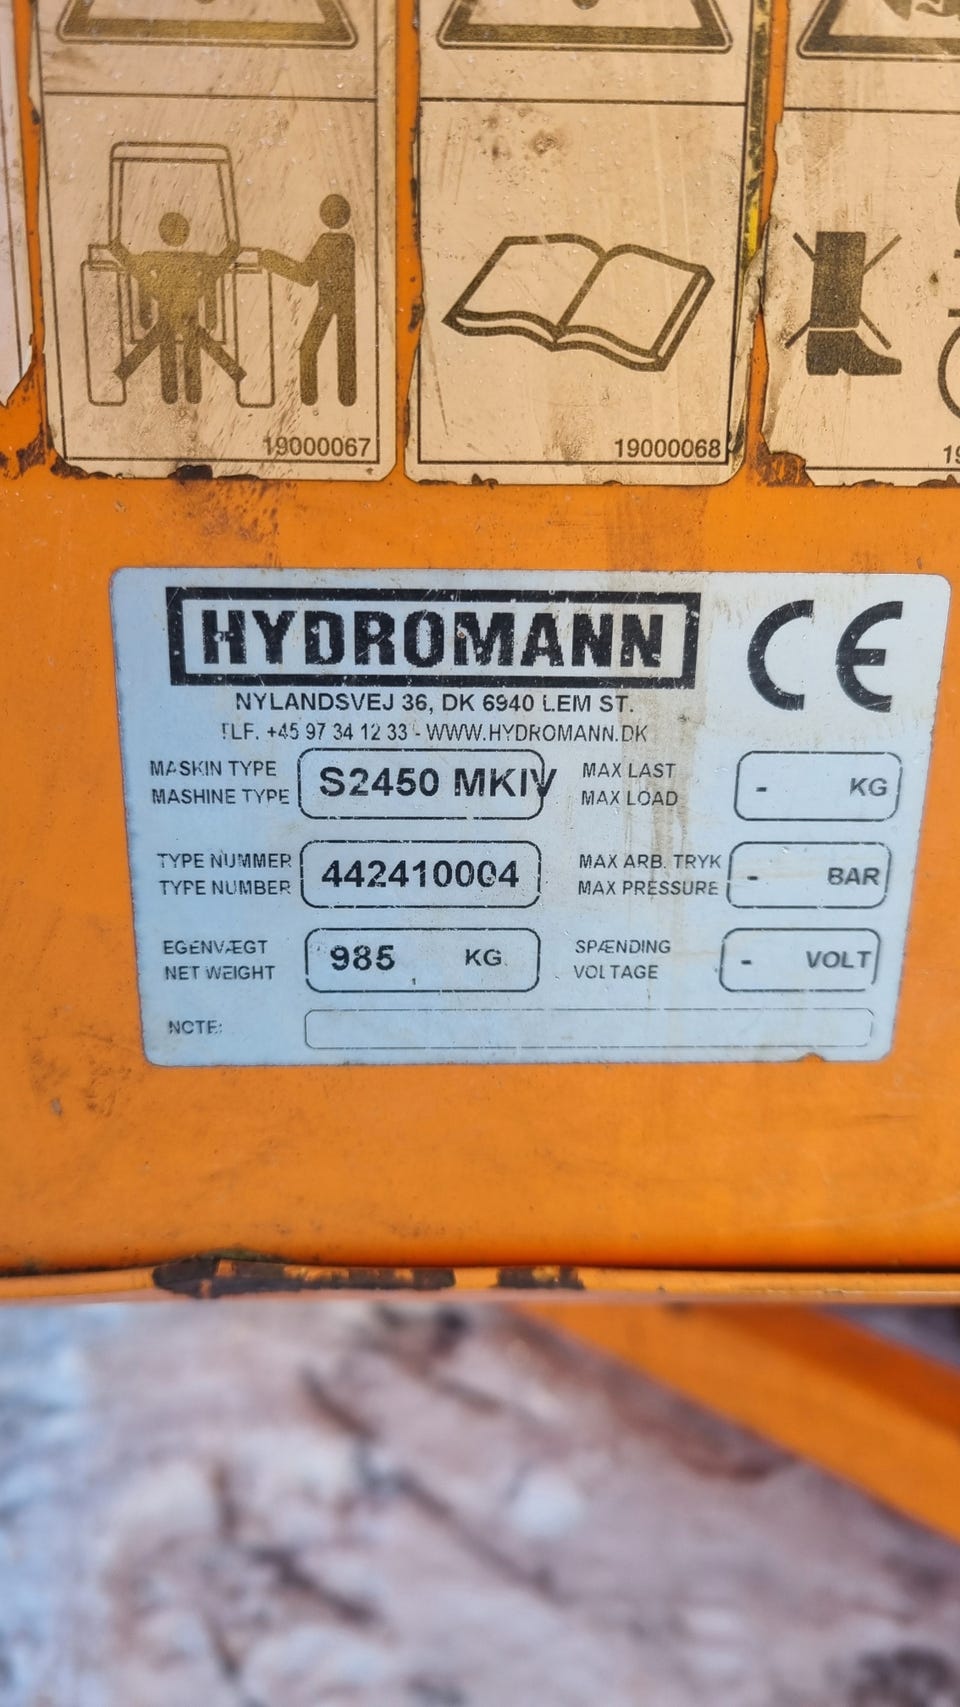 19000067
19000068
19
HYDROMANN
CE
NYLANDSVEJ 36, DK 6940 LEM ST.
TLF. +45 97 34 12 33 - WWW.HYDROMANN.DK
MASKIN TYPE
MASHINE TYPE
S2450 MKIV
MAX LAST
MAX LOAD
- KG
TYPE NUMMER
TYPE NUMBER
442410004
MAX ARB. TRYK
MAX PRESSURE
- BAR
EGENVÆGT
NET WEIGHT
985 KG
SPÆNDING
VOLTAGE
- VOLT
NOTE: